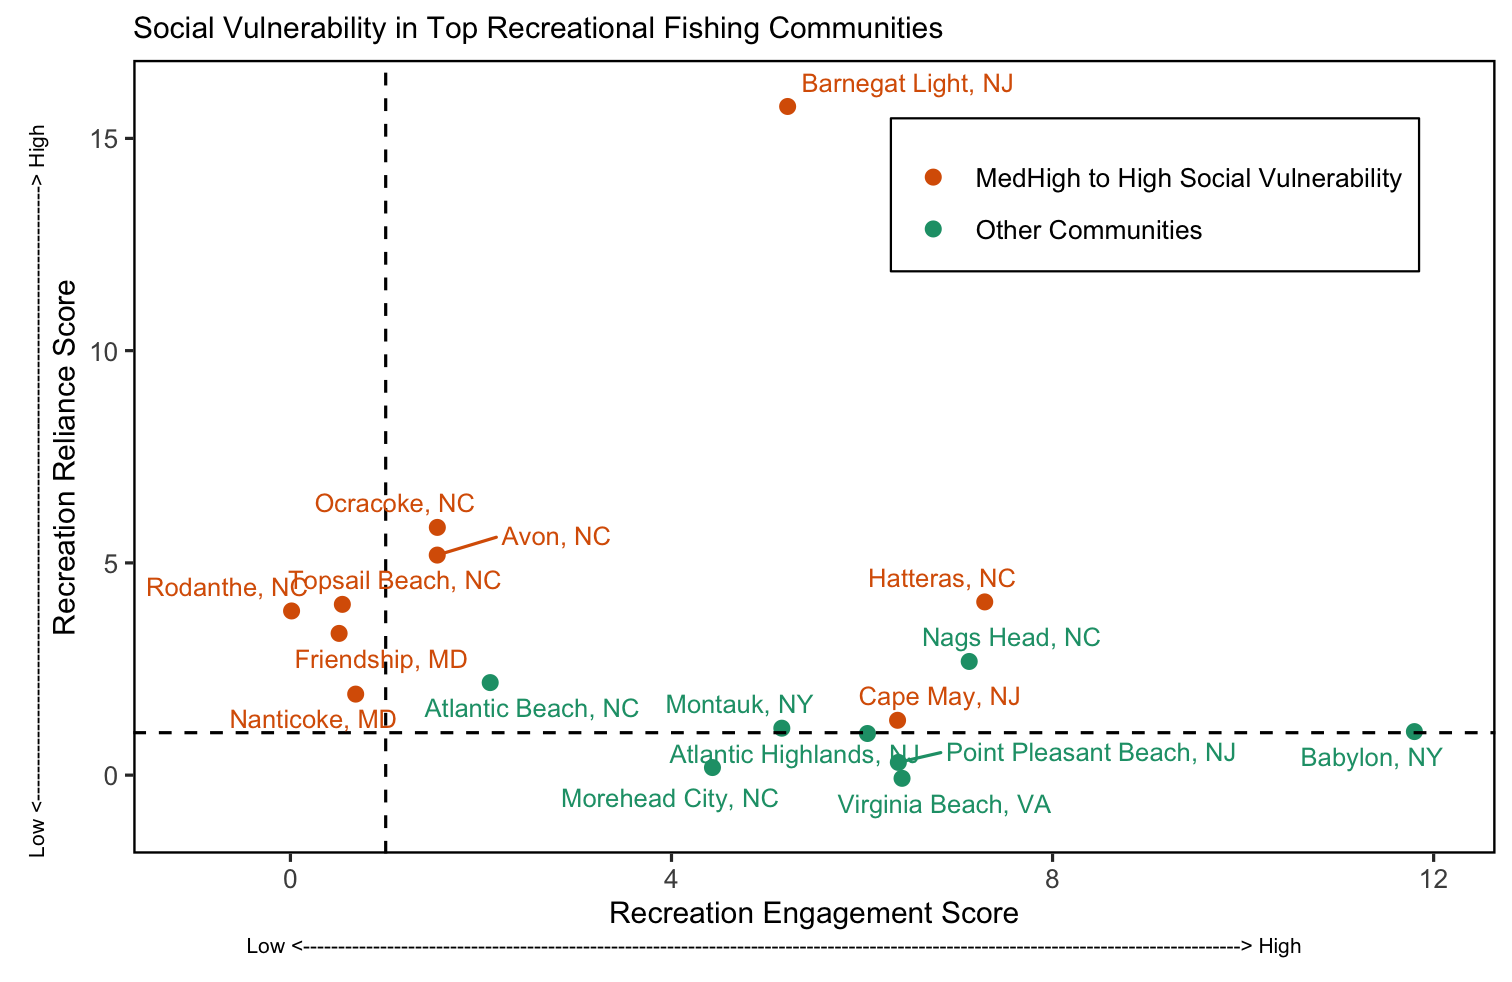 Social Vulnerability in Top Recreational Fishing Communities
Barnegat Light, NJ
15
MedHigh to High Social Vulnerability
Other Communities
Low <------------------------------------------------> High
Recreation Reliance Score
10
Ocracoke, NC
Avon, NC
5
Topsail Beach, NC
Rodanthe, NC
Hatteras, NC
Nags Head, NC
Friendship, MD
Cape May, NJ
Montauk, NY
Atlantic Beach, NC
Nanticoke, MD
Atlantic Highlands, NJ
Point Pleasant Beach, NJ
Babylon, NY
0
Morehead City, NC
Virginia Beach, VA
0
4
8
12
Recreation Engagement Score
Low <------------------------------------------------> High